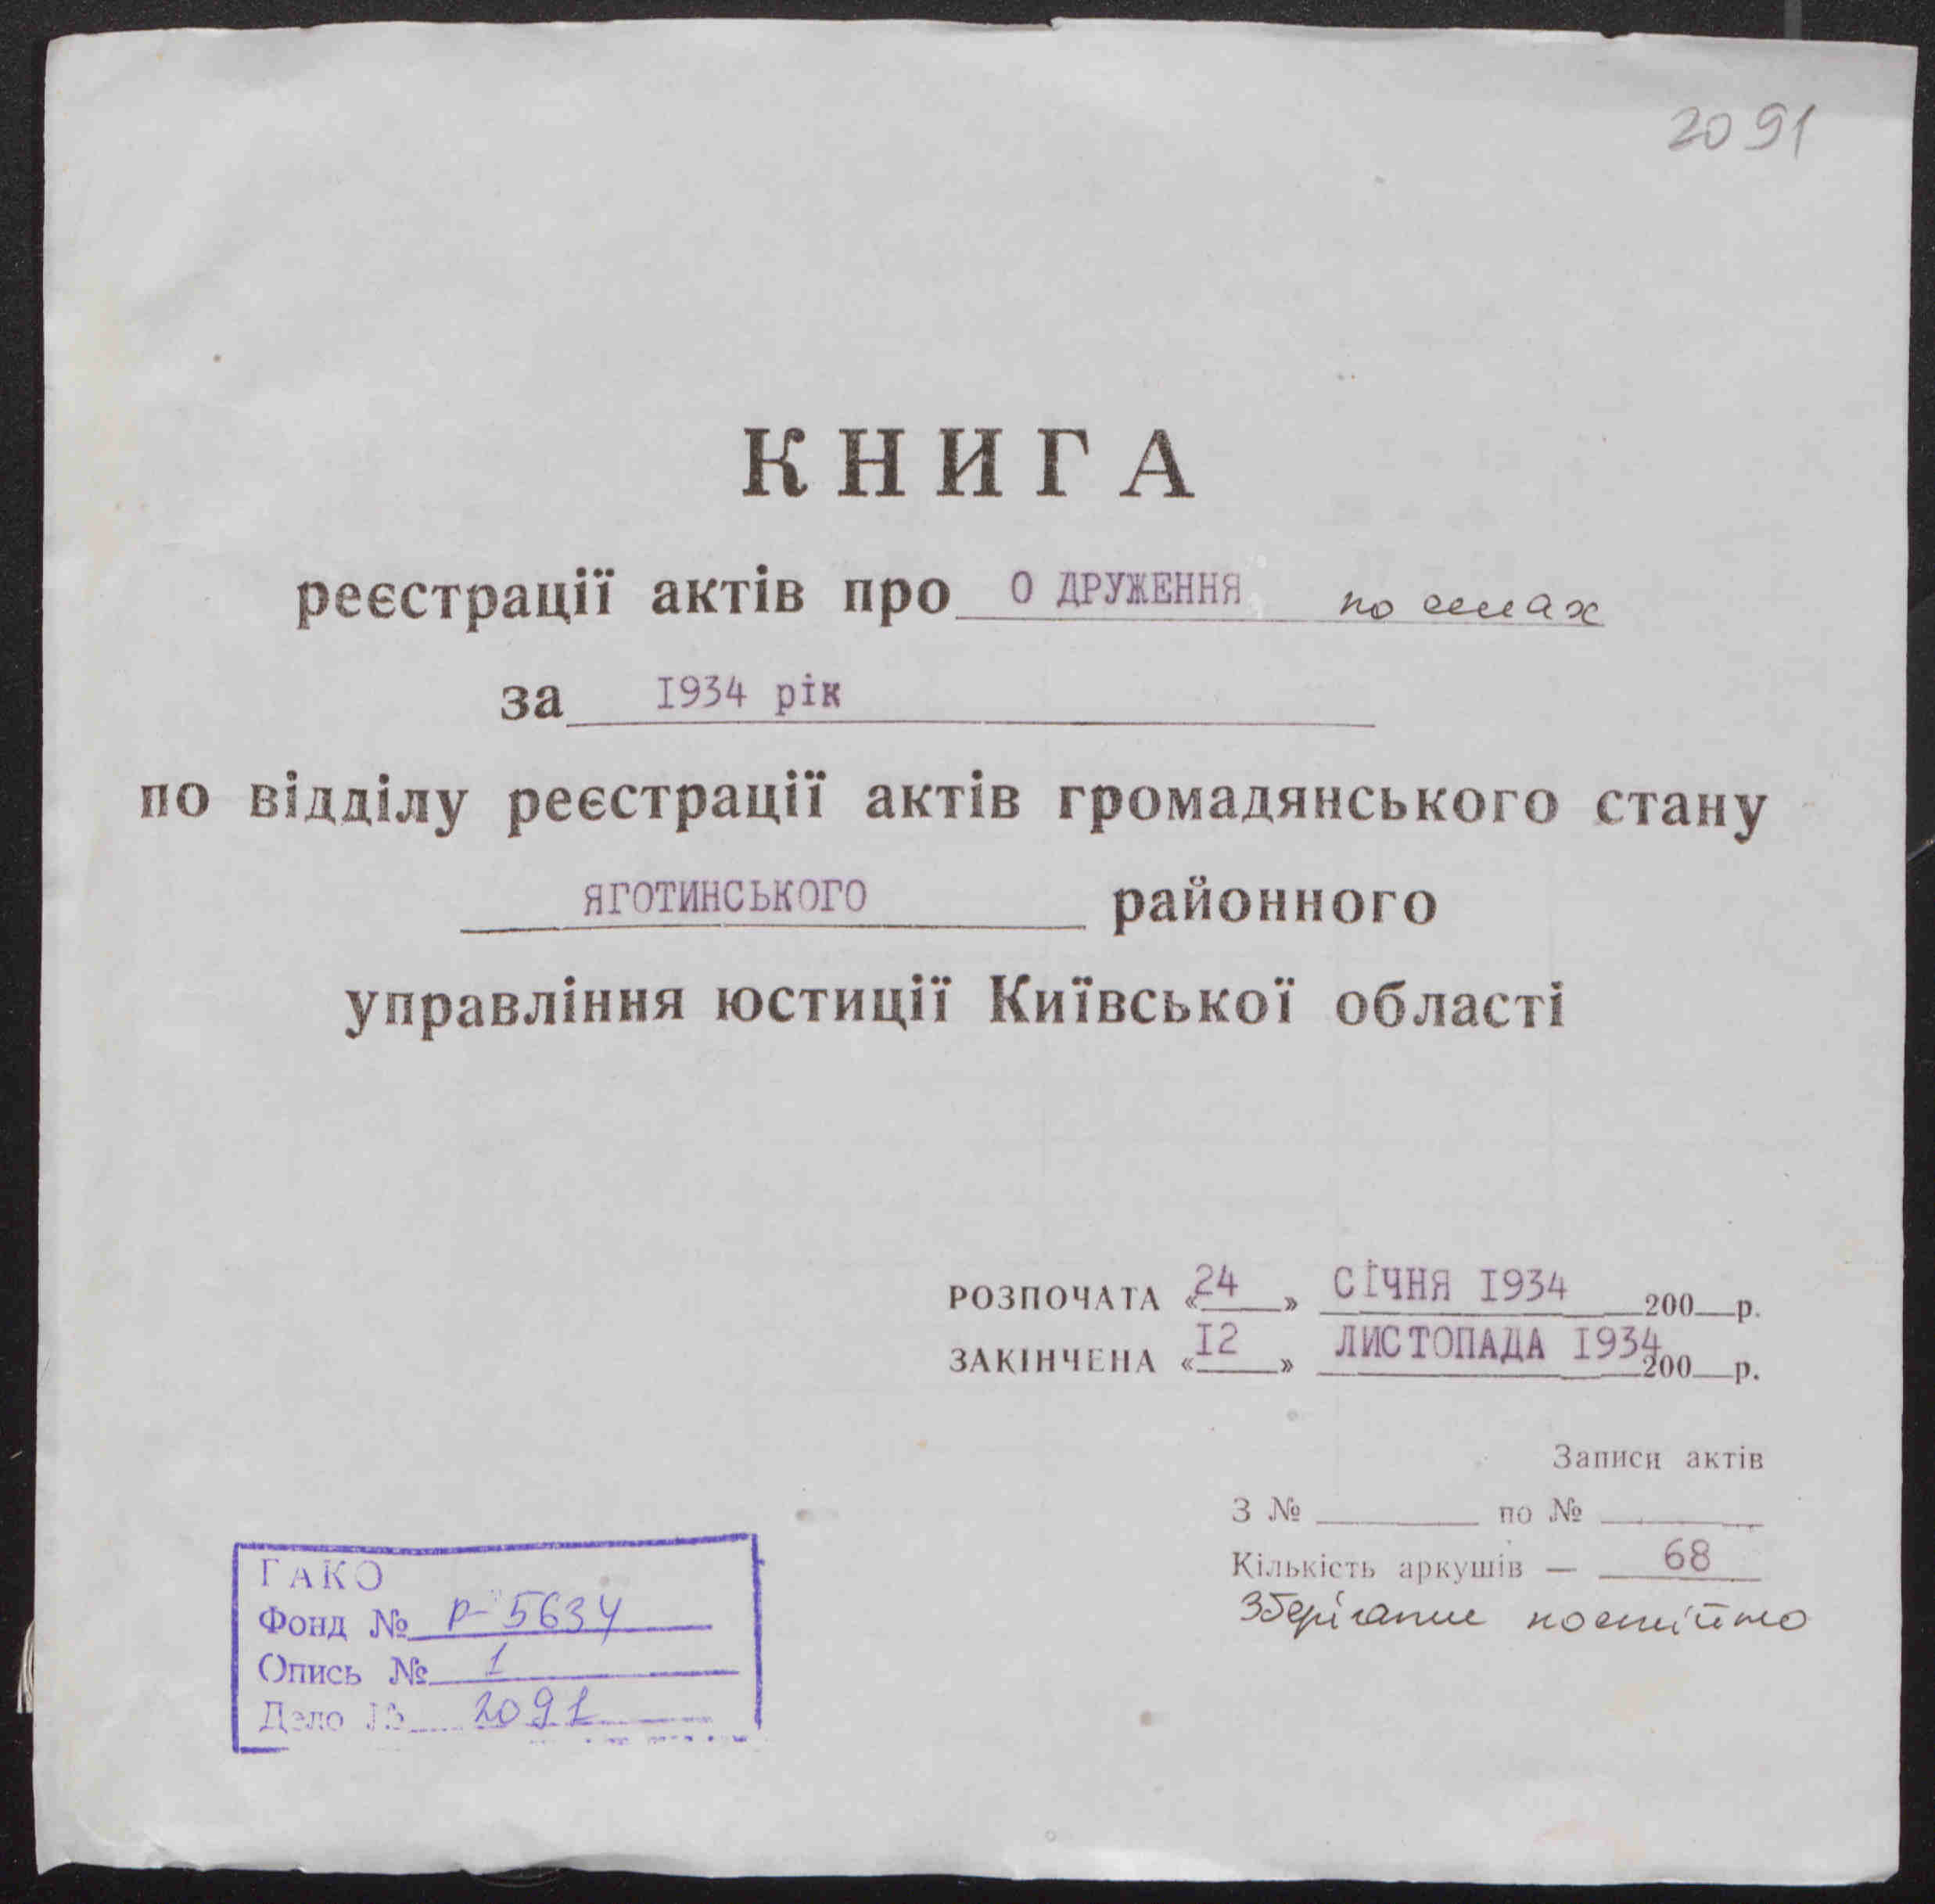 2091
КНИГА
реєстрації актів про О ДРУЖЕННЯ по селах
за 1934 рік
по відділу реєстрації актів громадянського стану
ЯГОТИНСЬКОГО районного
управління юстиції Київської області
РОЗПОЧАТА «24» СІЧНЯ 1934 200 р.
ЗАКІНЧЕНА «12» ЛИСТОПАДА 1934 200 р.
Записи актів
З № по №
Кількість аркушів — 68
Зберігання постійно
ГАКО
Фонд № Р-5634
Опись № 1
Дело № 2091